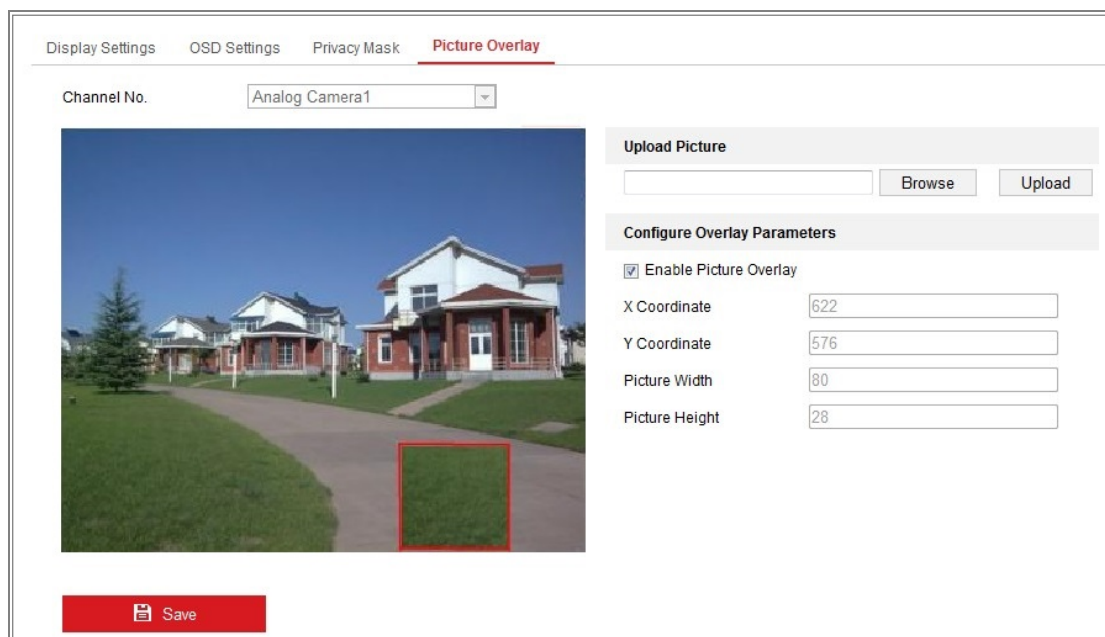 Display Settings OSD Settings Privacy Mask Picture Overlay
Channel No. Analog Camera1
Upload Picture
Browse Upload
Configure Overlay Parameters
Enable Picture Overlay
X Coordinate 622
Y Coordinate 576
Picture Width 80
Picture Height 28
Save